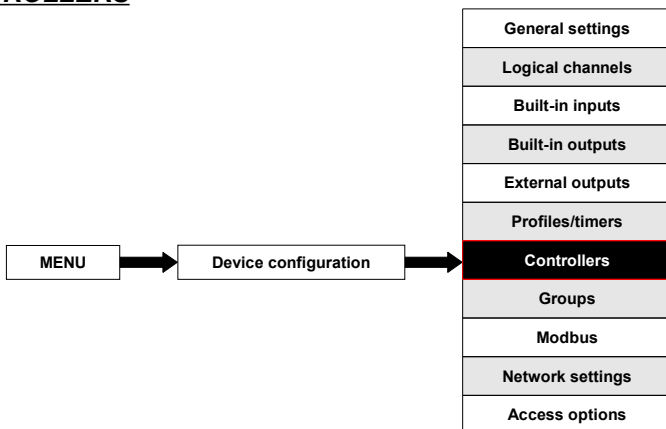 General settings
Logical channels
Built-in inputs
Built-in outputs
External outputs
Profiles/timers
MENU
Device configuration
Controllers
Groups
Modbus
Network settings
Access options